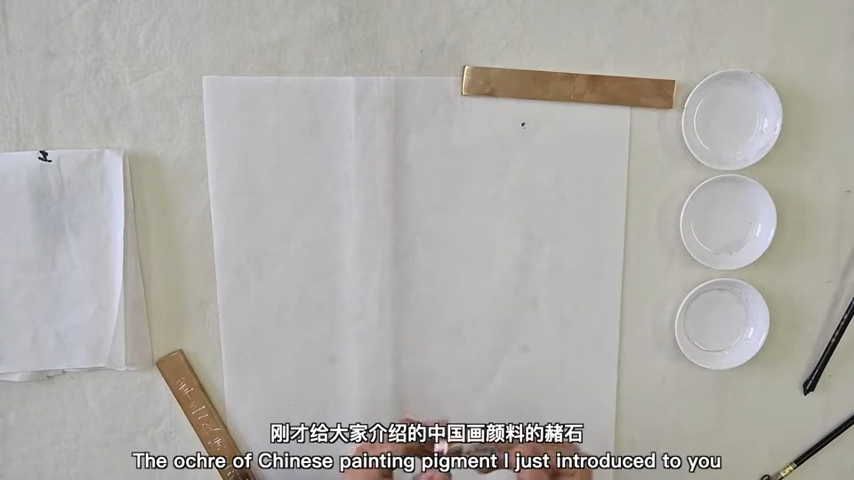 刚才给大家介绍的中国画颜料的赭石
The ochre of Chinese painting pigment I just introduced to you